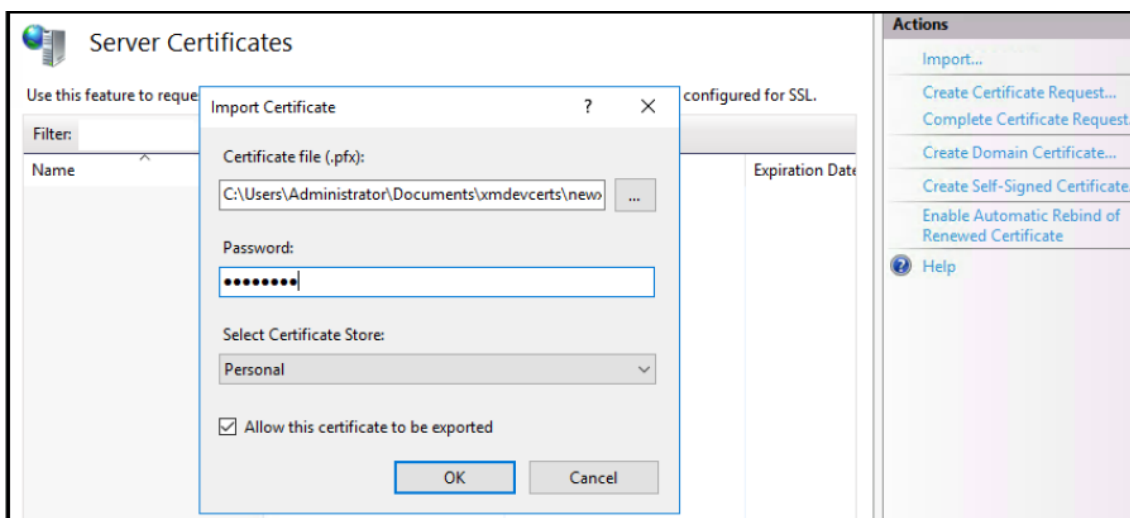 Server Certificates
Use this feature to reque
configured for SSL.
Filter:
Name
Expiration Date
Import Certificate
?
Certificate file (.pfx):
C:\Users\Administrator\Documents\xmdevcerts\new
...
Password:
••••••••
Select Certificate Store:
Personal
Allow this certificate to be exported
OK
Cancel
Actions
Import...
Create Certificate Request...
Complete Certificate Request.
Create Domain Certificate...
Create Self-Signed Certificate.
Enable Automatic Rebind of
Renewed Certificate
Help